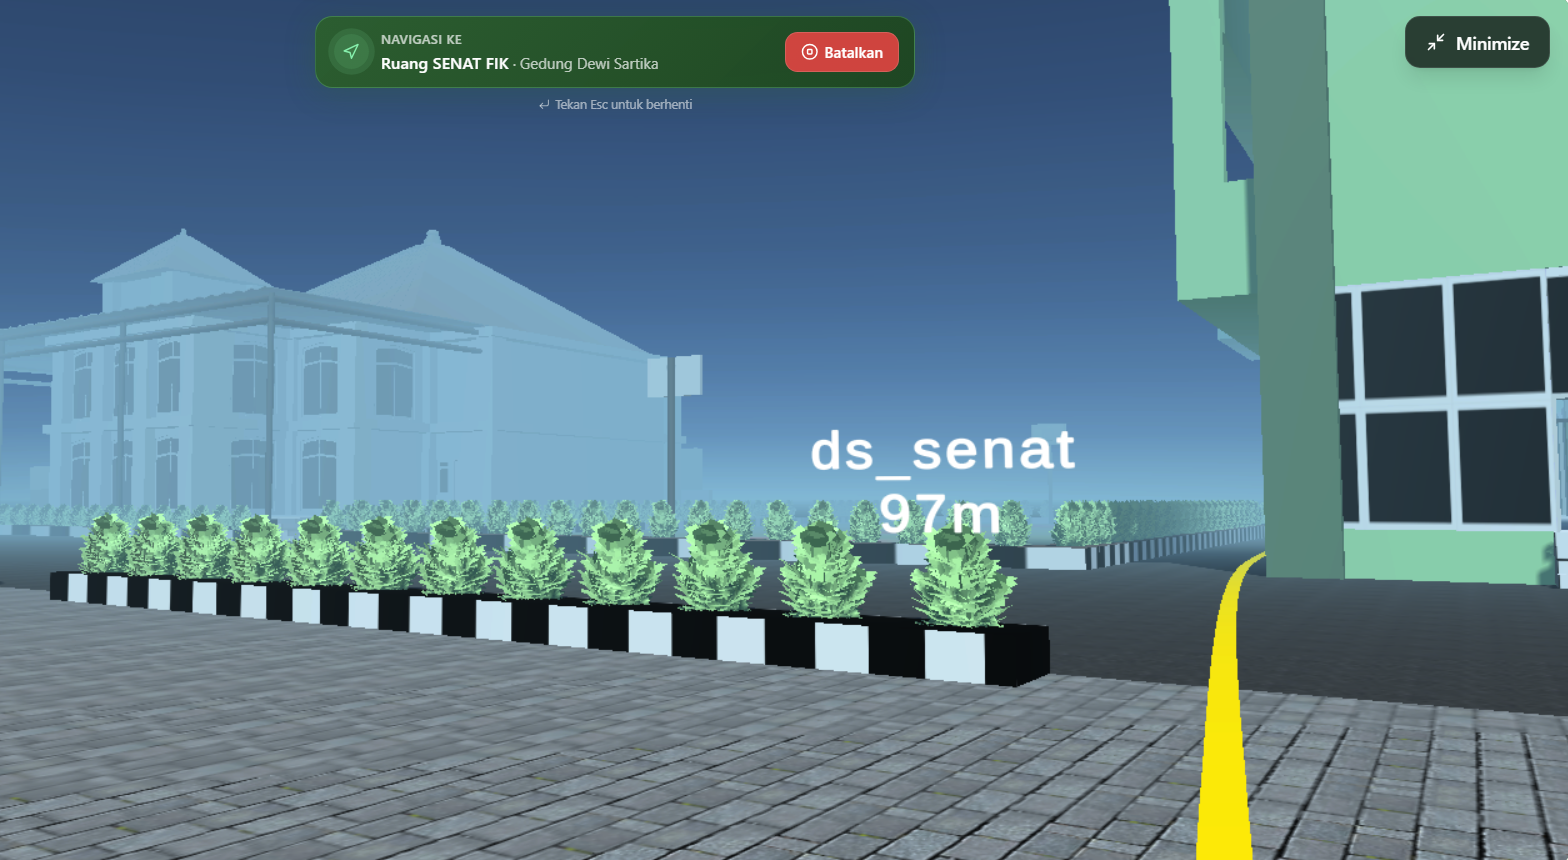 NAVIGASI KE
Ruang SENAT FIK · Gedung Dewi Sartika
Batalkan
Minimize
Tekan Esc untuk berhenti
ds_senat
97m